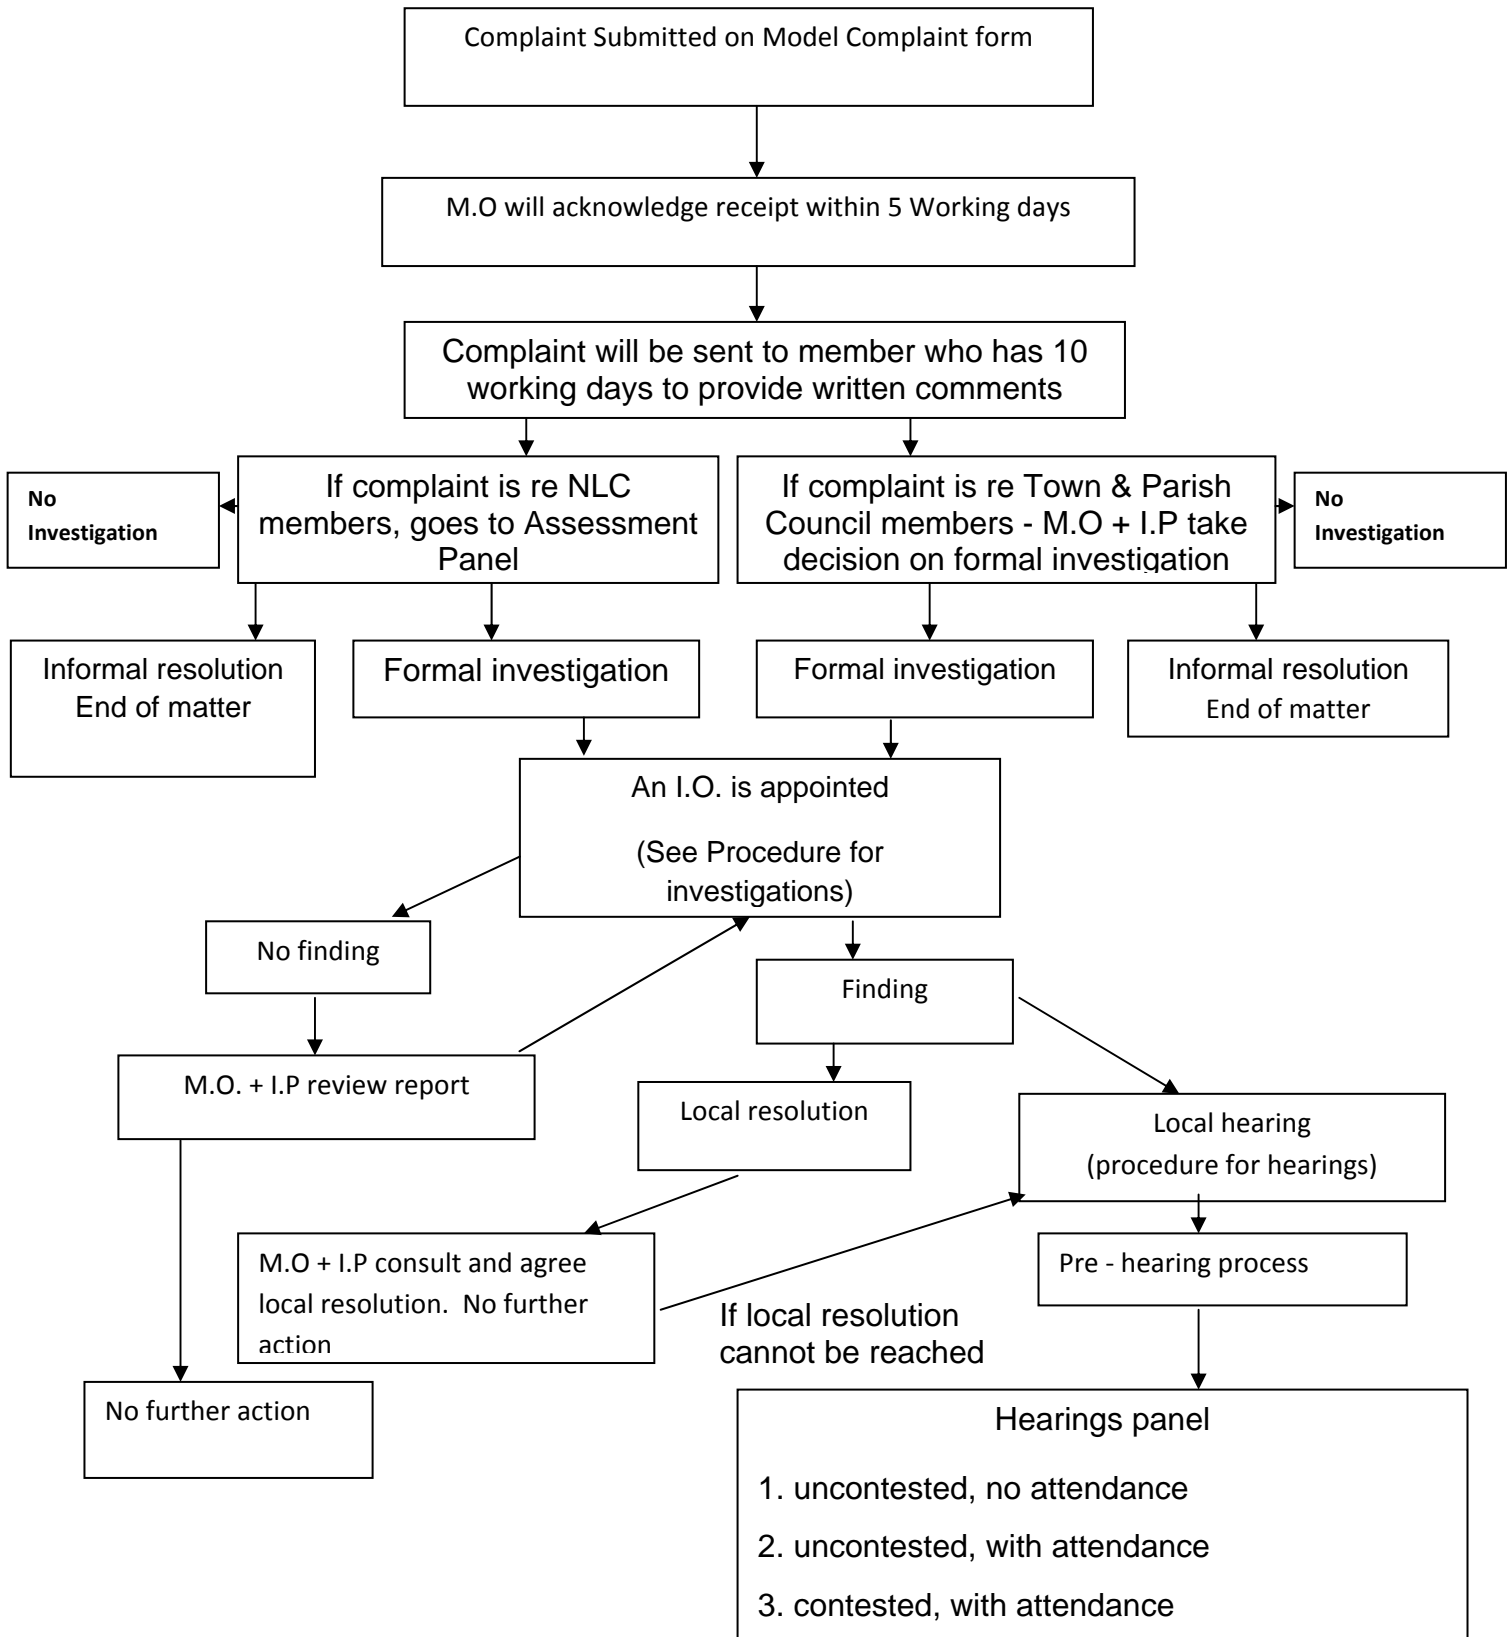 Complaint Submitted on Model Complaint form
M.O will acknowledge receipt within 5 Working days
Complaint will be sent to member who has 10
working days to provide written comments
No
Investigation
If complaint is re NLC
members, goes to Assessment
Panel
If complaint is re Town & Parish
Council members - M.O + I.P take
decision on formal investigation
No
Investigation
Informal resolution
End of matter
Formal investigation
Formal investigation
Informal resolution
End of matter
An I.O. is appointed
(See Procedure for
investigations)
No finding
Finding
M.O. + I.P review report
Local resolution
Local hearing
(procedure for hearings)
M.O + I.P consult and agree
local resolution.  No further
action
If local resolution
cannot be reached
Pre - hearing process
No further action
Hearings panel
1. uncontested, no attendance
2. uncontested, with attendance
3. contested, with attendance